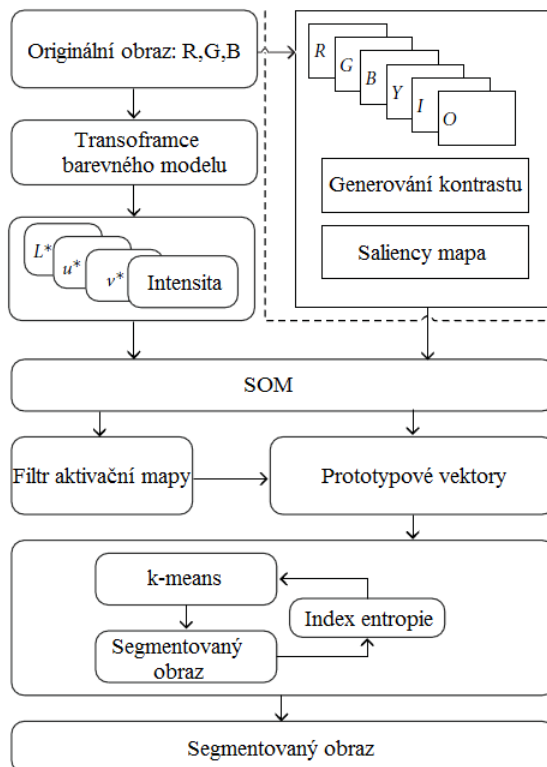 Originální obraz: R,G,B
R
G
B
Y
I
O
Transoframce
barevného modelu
Generování kontrastu
Saliency mapa
L*
u*
v*
Intensita
SOM
Filtr aktivační mapy
Prototypové vektory
k-means
Index entropie
Segmentovaný
obraz
Segmentovaný obraz